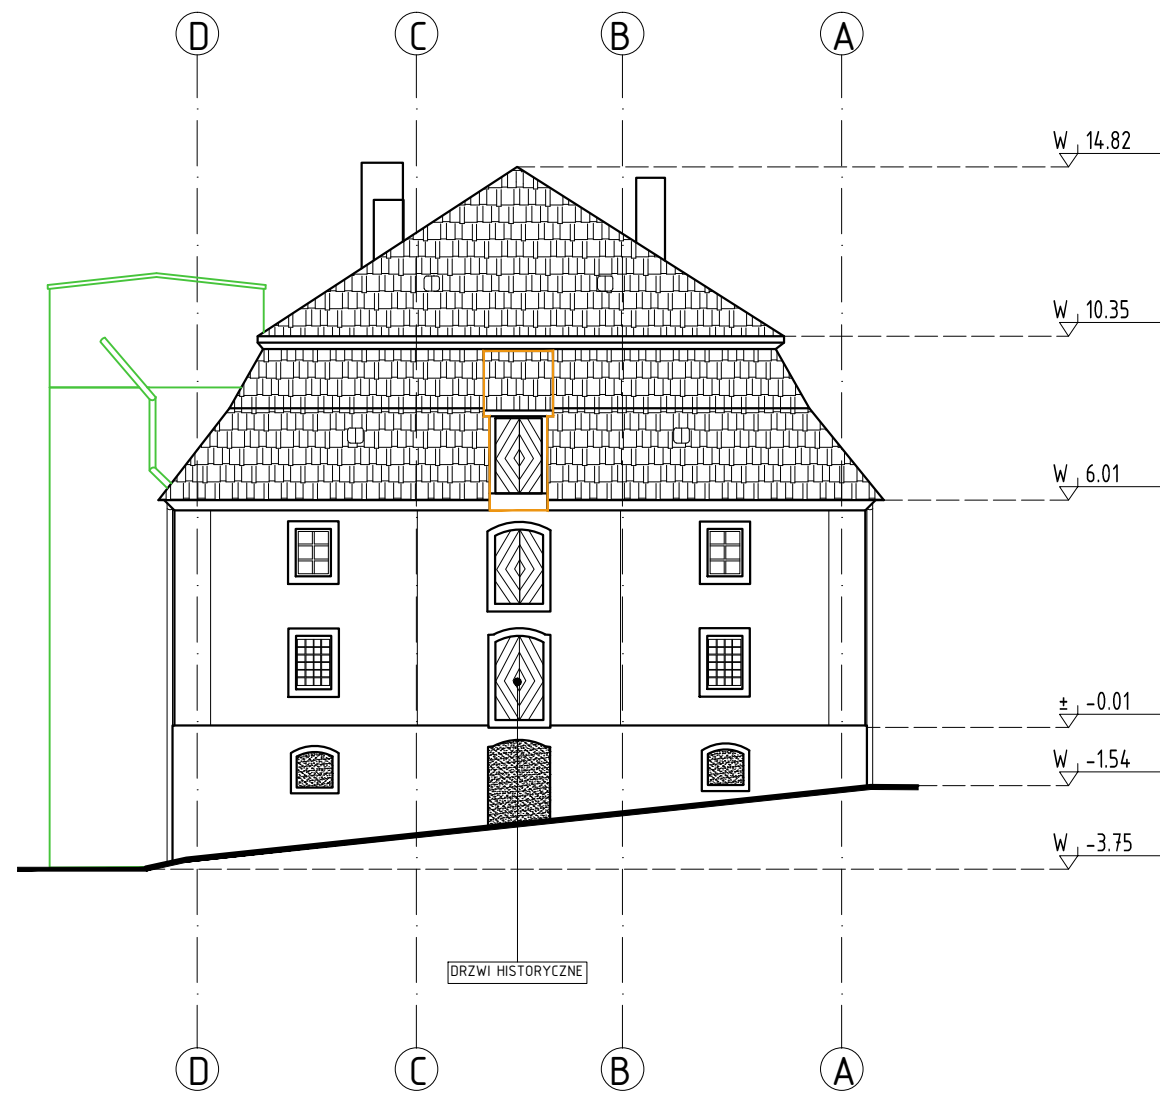 D C B A
W 14.82
W 10.35
W 6.01
± -0.01
W -1.54
W -3.75
DRZWI HISTORYCZNE
D C B A